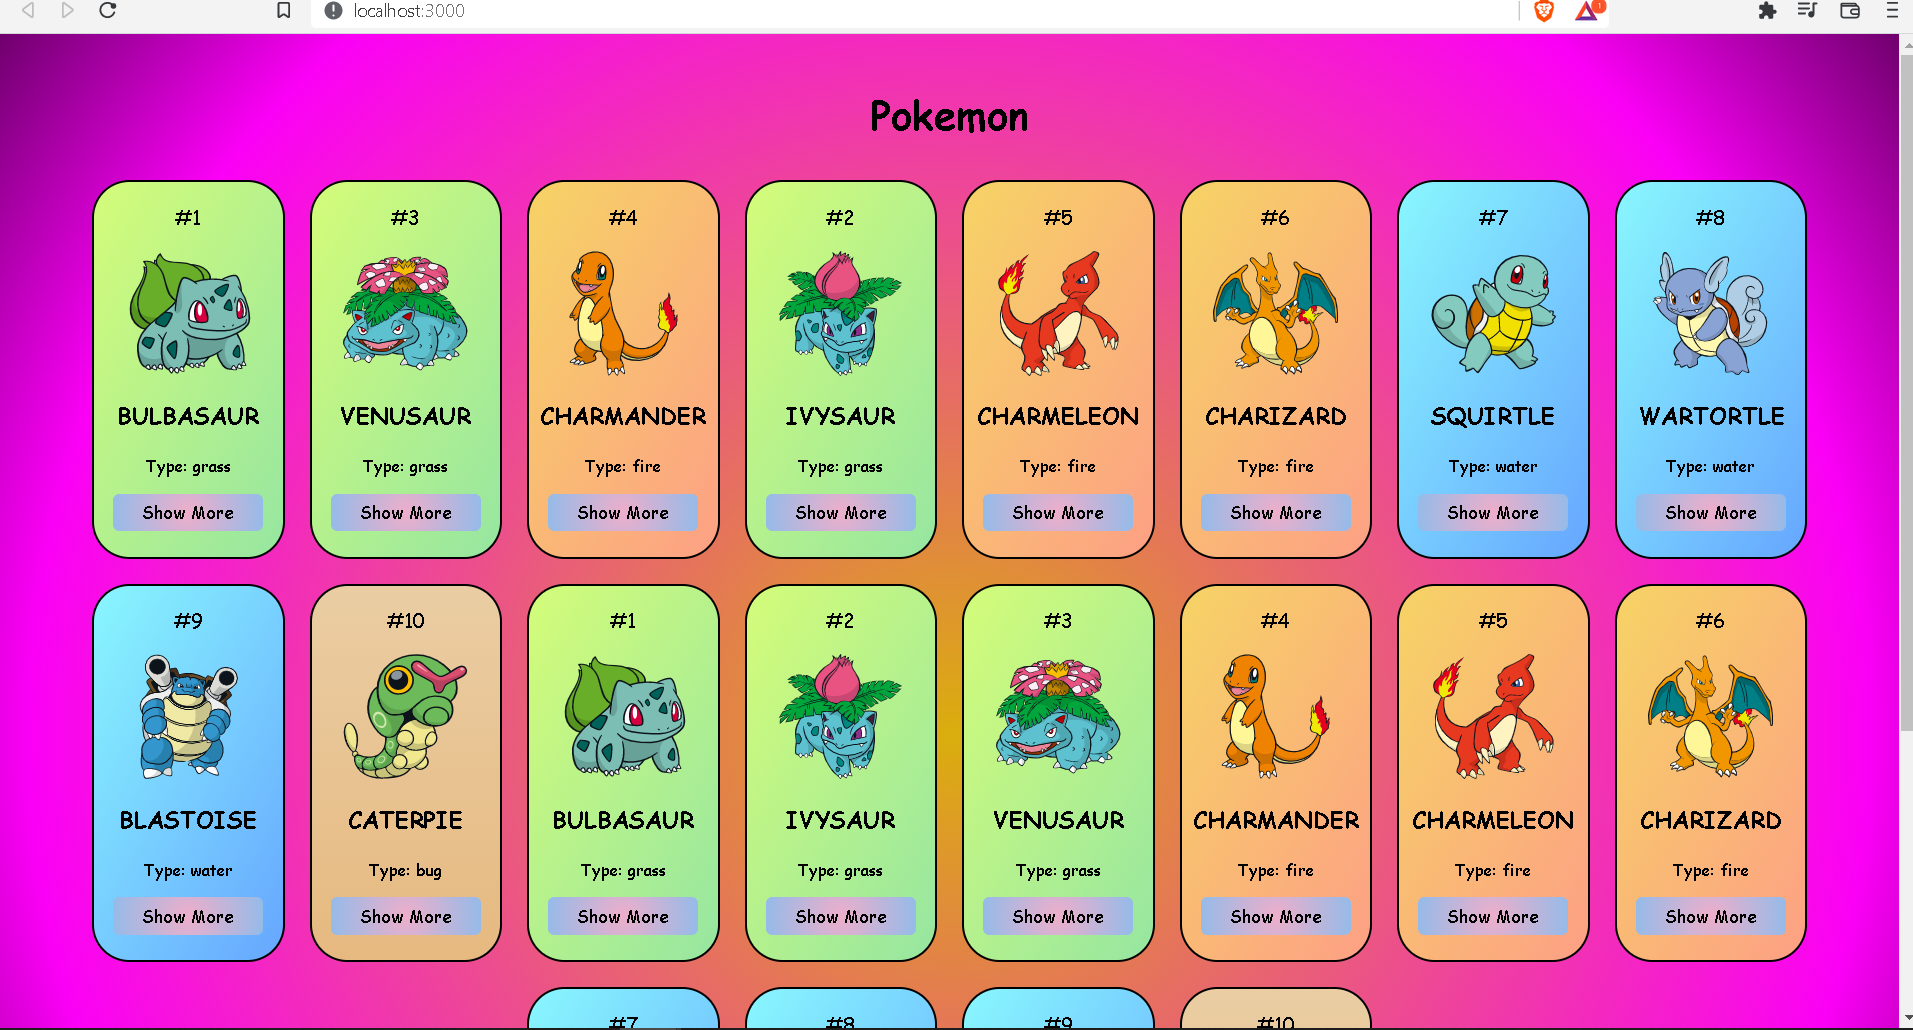 localhost:3000
1
Pokemon
#1 #3 #4 #2 #5 #6 #7 #8
BULBASAUR VENUSAUR CHARMANDER IVYSAUR CHARMELEON CHARIZARD SQUIRTLE WARTORTLE
Type: grass Type: grass Type: fire Type: grass Type: fire Type: fire Type: water Type: water
Show More Show More Show More Show More Show More Show More Show More Show More
#9 #10 #1 #2 #3 #4 #5 #6
BLASTOISE CATERPIE BULBASAUR IVYSAUR VENUSAUR CHARMANDER CHARMELEON CHARIZARD
Type: water Type: bug Type: grass Type: grass Type: grass Type: fire Type: fire Type: fire
Show More Show More Show More Show More Show More Show More Show More Show More
#7 #8 #9 #10